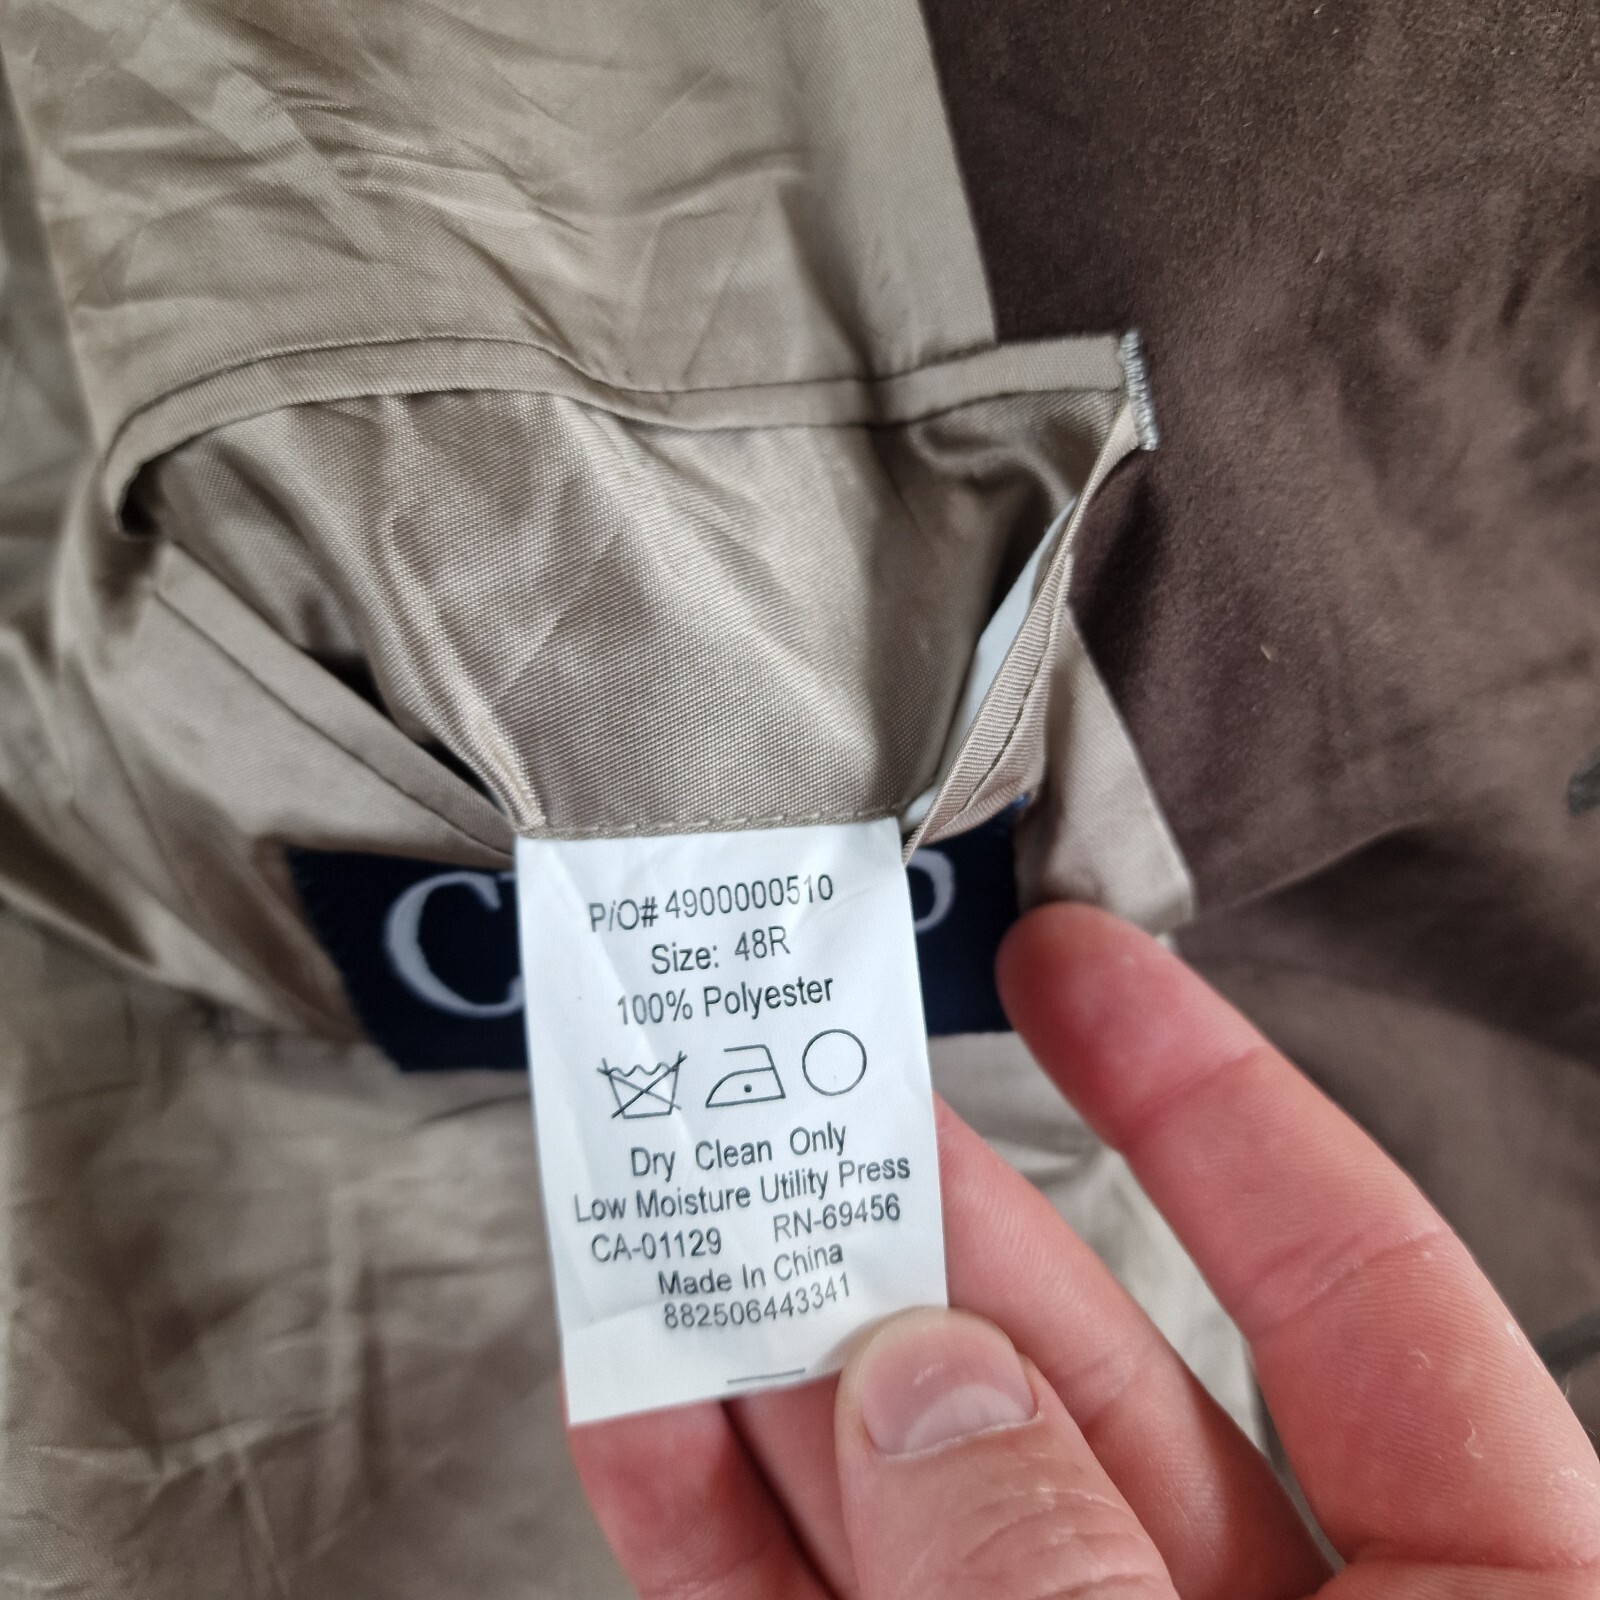 P/O# 4900000510
Size: 48R
100% Polyester
Dry Clean Only
Low Moisture Utility Press
CA-01129 RN-69456
Made In China
882506443341